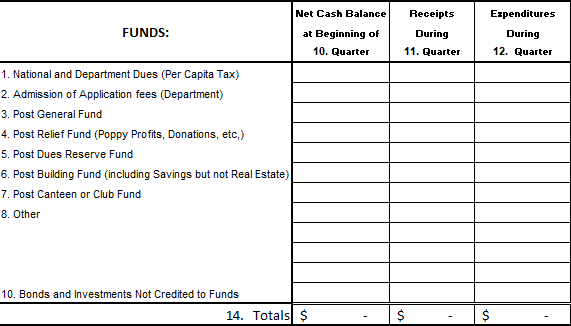 FUNDS:
Net Cash Balance
at Beginning of
10. Quarter
Receipts
During
11. Quarter
Expenditures
During
12. Quarter
1. National and Department Dues (Per Capita Tax)
2. Admission of Application fees (Department)
3. Post General Fund
4. Post Relief Fund (Poppy Profits, Donations, etc,)
5. Post Dues Reserve Fund
6. Post Building Fund (including Savings but not Real Estate)
7. Post Canteen or Club Fund
8. Other
10. Bonds and Investments Not Credited to Funds
14. Totals $ - $ - $ -